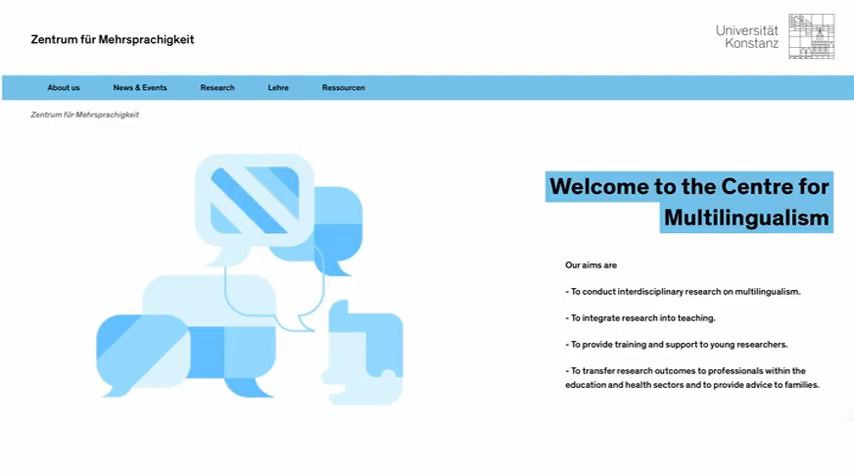 Zentrum für Mehrsprachigkeit
Universität
Konstanz
About us
News & Events
Research
Lehre
Ressourcen
Zentrum für Mehrsprachigkeit
Welcome to the Centre for
Multilingualism
Our aims are
- To conduct interdisciplinary research on multilingualism.
- To integrate research into teaching.
- To provide training and support to young researchers.
- To transfer research outcomes to professionals within the
education and health sectors and to provide advice to families.